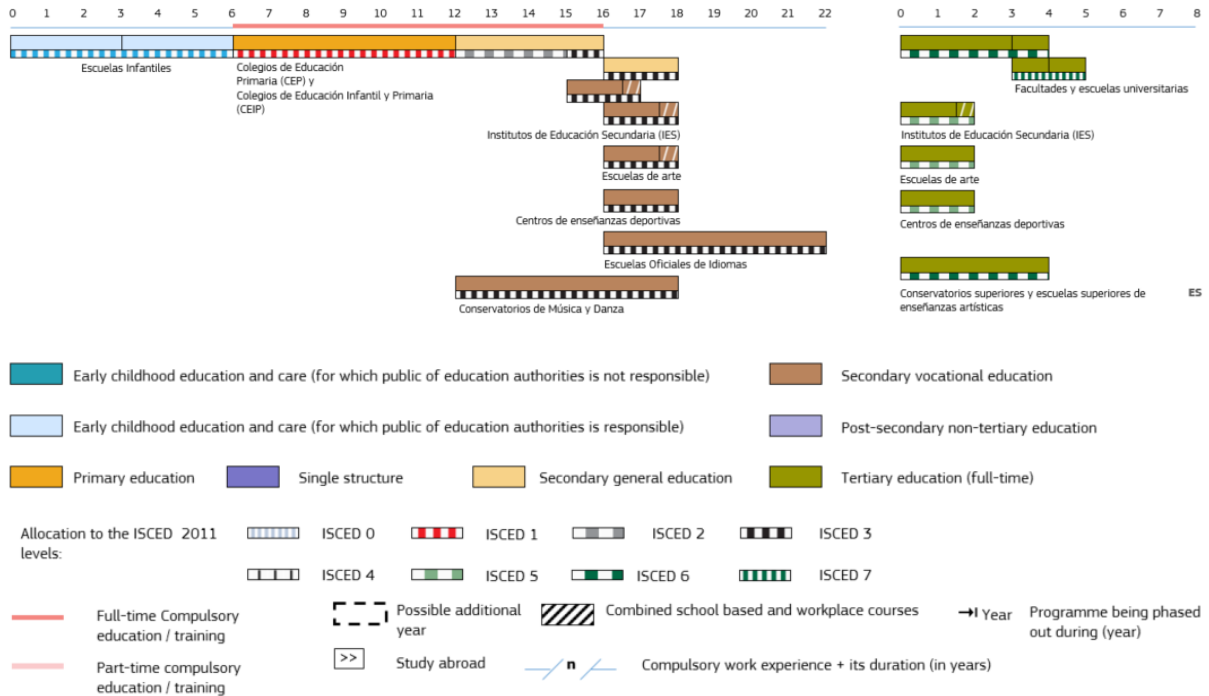 0 1 2 3 4 5 6 7 8 9 10 11 12 13 14 15 16 17 18 19 20 21 22
0 1 2 3 4 5 6 7 8
Escuelas Infantiles
Colegios de Educación
Primaria (CEP) y
Colegios de Educación Infantil y Primaria
(CEIP)
Facultades y escuelas universitarias
Institutos de Educación Secundaria (IES)
Institutos de Educación Secundaria (IES)
Escuelas de arte
Escuelas de arte
Centros de enseñanzas deportivas
Centros de enseñanzas deportivas
Escuelas Oficiales de Idiomas
Conservatorios de Música y Danza
Conservatorios superiores y escuelas superiores de
enseñanzas artísticas
ES
Early childhood education and care (for which public of education authorities is not responsible)
Secondary vocational education
Early childhood education and care (for which public of education authorities is responsible)
Post-secondary non-tertiary education
Primary education
Single structure
Secondary general education
Tertiary education (full-time)
Allocation to the ISCED 2011
levels:
ISCED 0
ISCED 1
ISCED 2
ISCED 3
ISCED 4
ISCED 5
ISCED 6
ISCED 7
Full-time Compulsory
education / training
Possible additional
year
Combined school based and workplace courses
Year
Programme being phased
out during (year)
Part-time compulsory
education / training
>>
Study abroad
n
Compulsory work experience + its duration (in years)